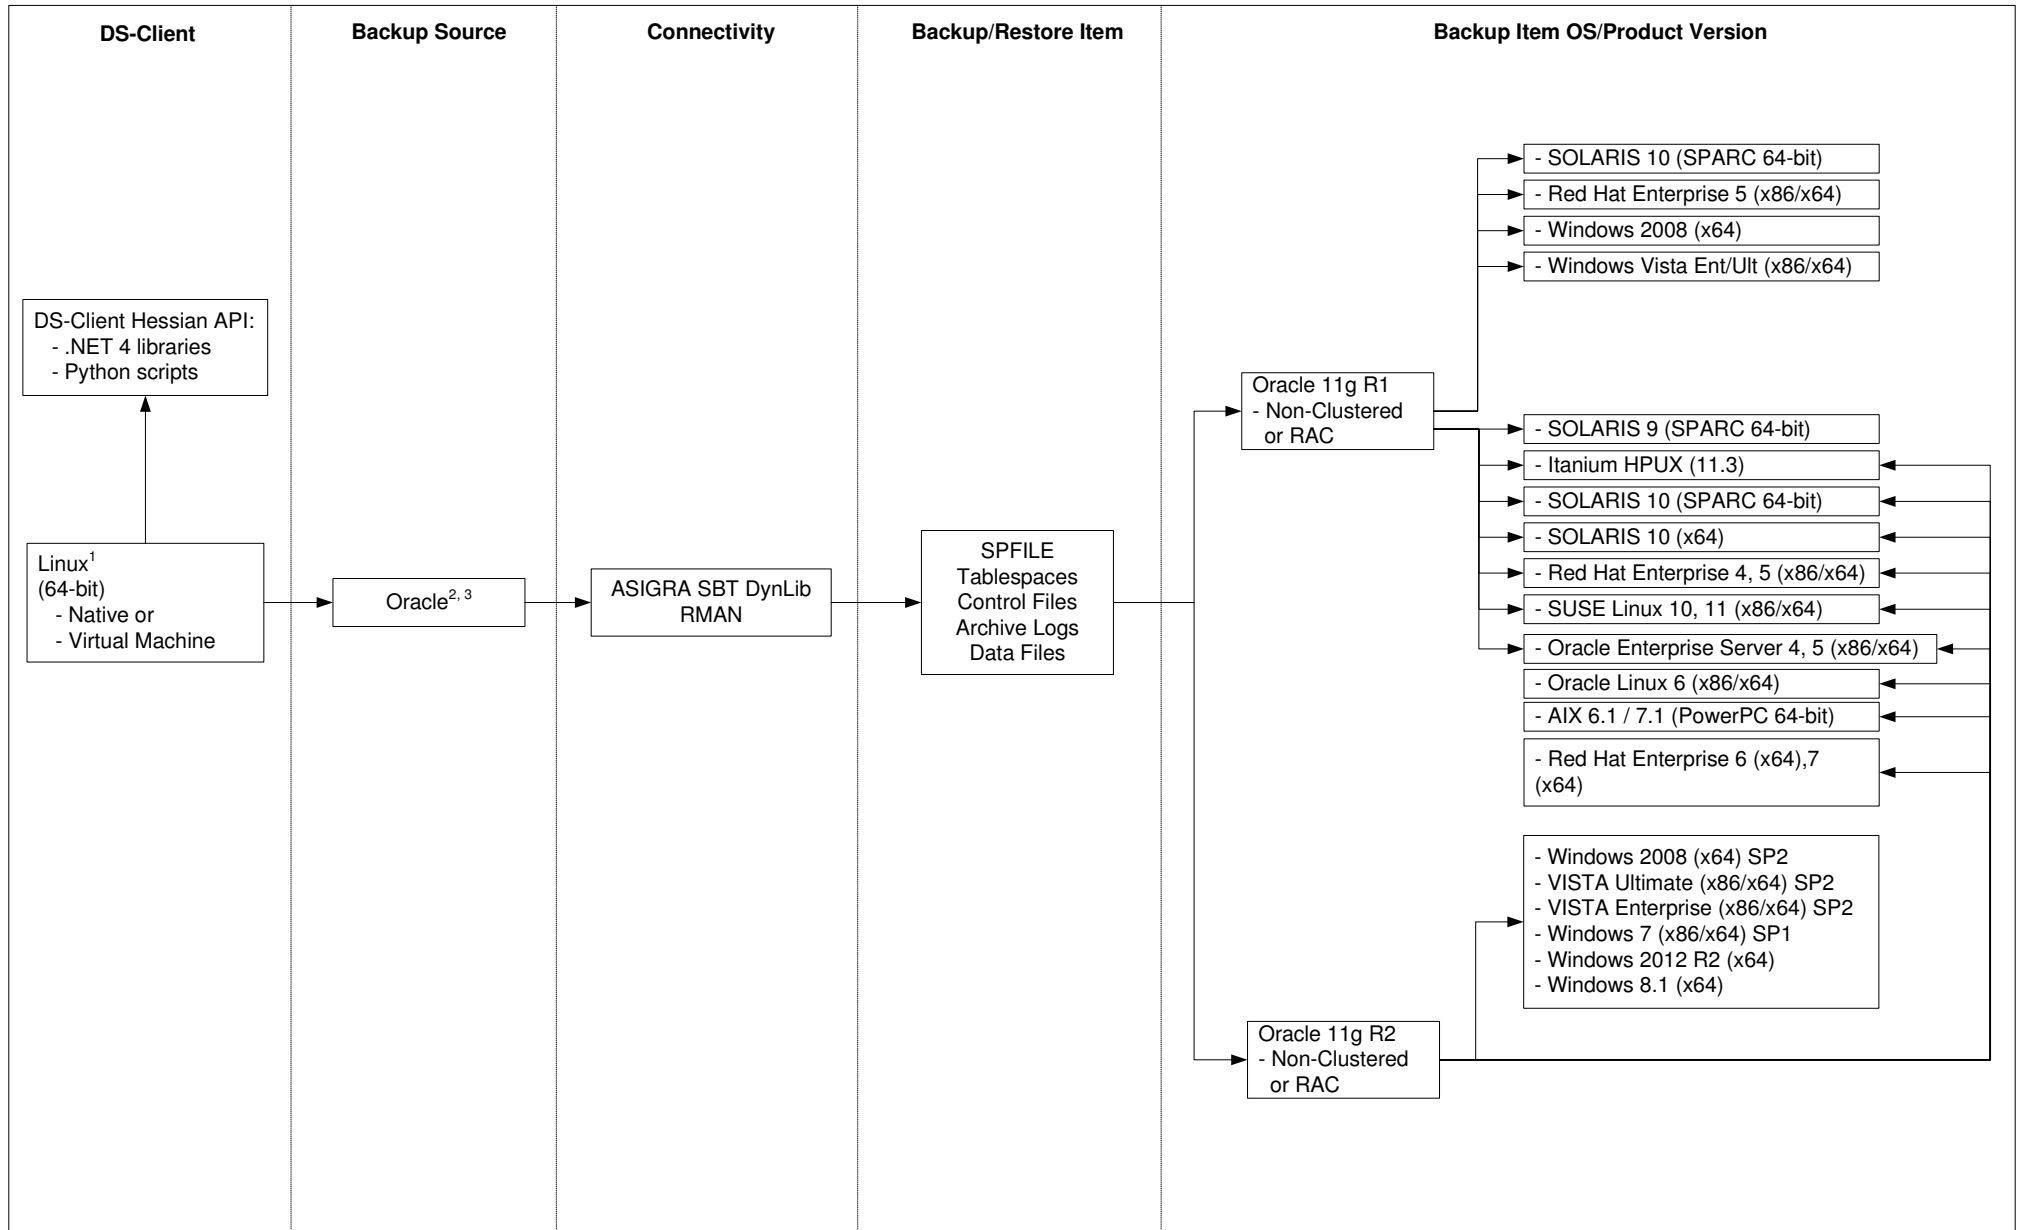 DS-Client
Backup Source
Connectivity
Backup/Restore Item
Backup Item OS/Product Version
DS-Client Hessian API:
- .NET 4 libraries
- Python scripts
Linux1
(64-bit)
- Native or
- Virtual Machine
Oracle2, 3
ASIGRA SBT DynLib
RMAN
SPFILE
Tablespaces
Control Files
Archive Logs
Data Files
Oracle 11g R1
- Non-Clustered
or RAC
- SOLARIS 10 (SPARC 64-bit)
- Red Hat Enterprise 5 (x86/x64)
- Windows 2008 (x64)
- Windows Vista Ent/Ult (x86/x64)
- SOLARIS 9 (SPARC 64-bit)
- Itanium HPUX (11.3)
- SOLARIS 10 (SPARC 64-bit)
- SOLARIS 10 (x64)
- Red Hat Enterprise 4, 5 (x86/x64)
- SUSE Linux 10, 11 (x86/x64)
- Oracle Enterprise Server 4, 5 (x86/x64)
- Oracle Linux 6 (x86/x64)
- AIX 6.1 / 7.1 (PowerPC 64-bit)
- Red Hat Enterprise 6 (x64),7
(x64)
- Windows 2008 (x64) SP2
- VISTA Ultimate (x86/x64) SP2
- VISTA Enterprise (x86/x64) SP2
- Windows 7 (x86/x64) SP1
- Windows 2012 R2 (x64)
- Windows 8.1 (x64)
Oracle 11g R2
- Non-Clustered
or RAC